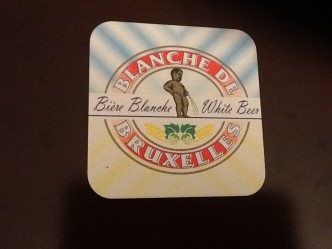 BLANCHE DE
Bière Blanche White Beer
BRUXELLES